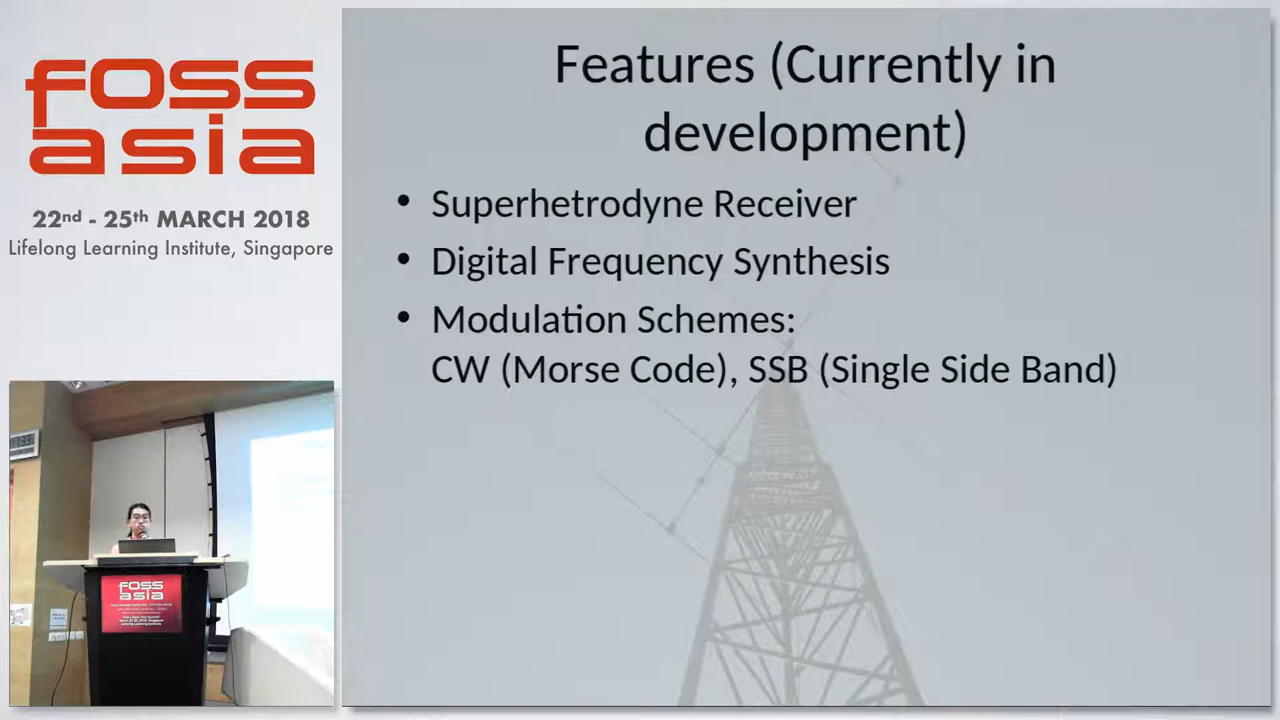 foss
asia
22nd - 25th MARCH 2018
Lifelong Learning Institute, Singapore
Features (Currently in
development)
• Superhetrodyne Receiver
• Digital Frequency Synthesis
• Modulation Schemes:
CW (Morse Code), SSB (Single Side Band)
foss
asia